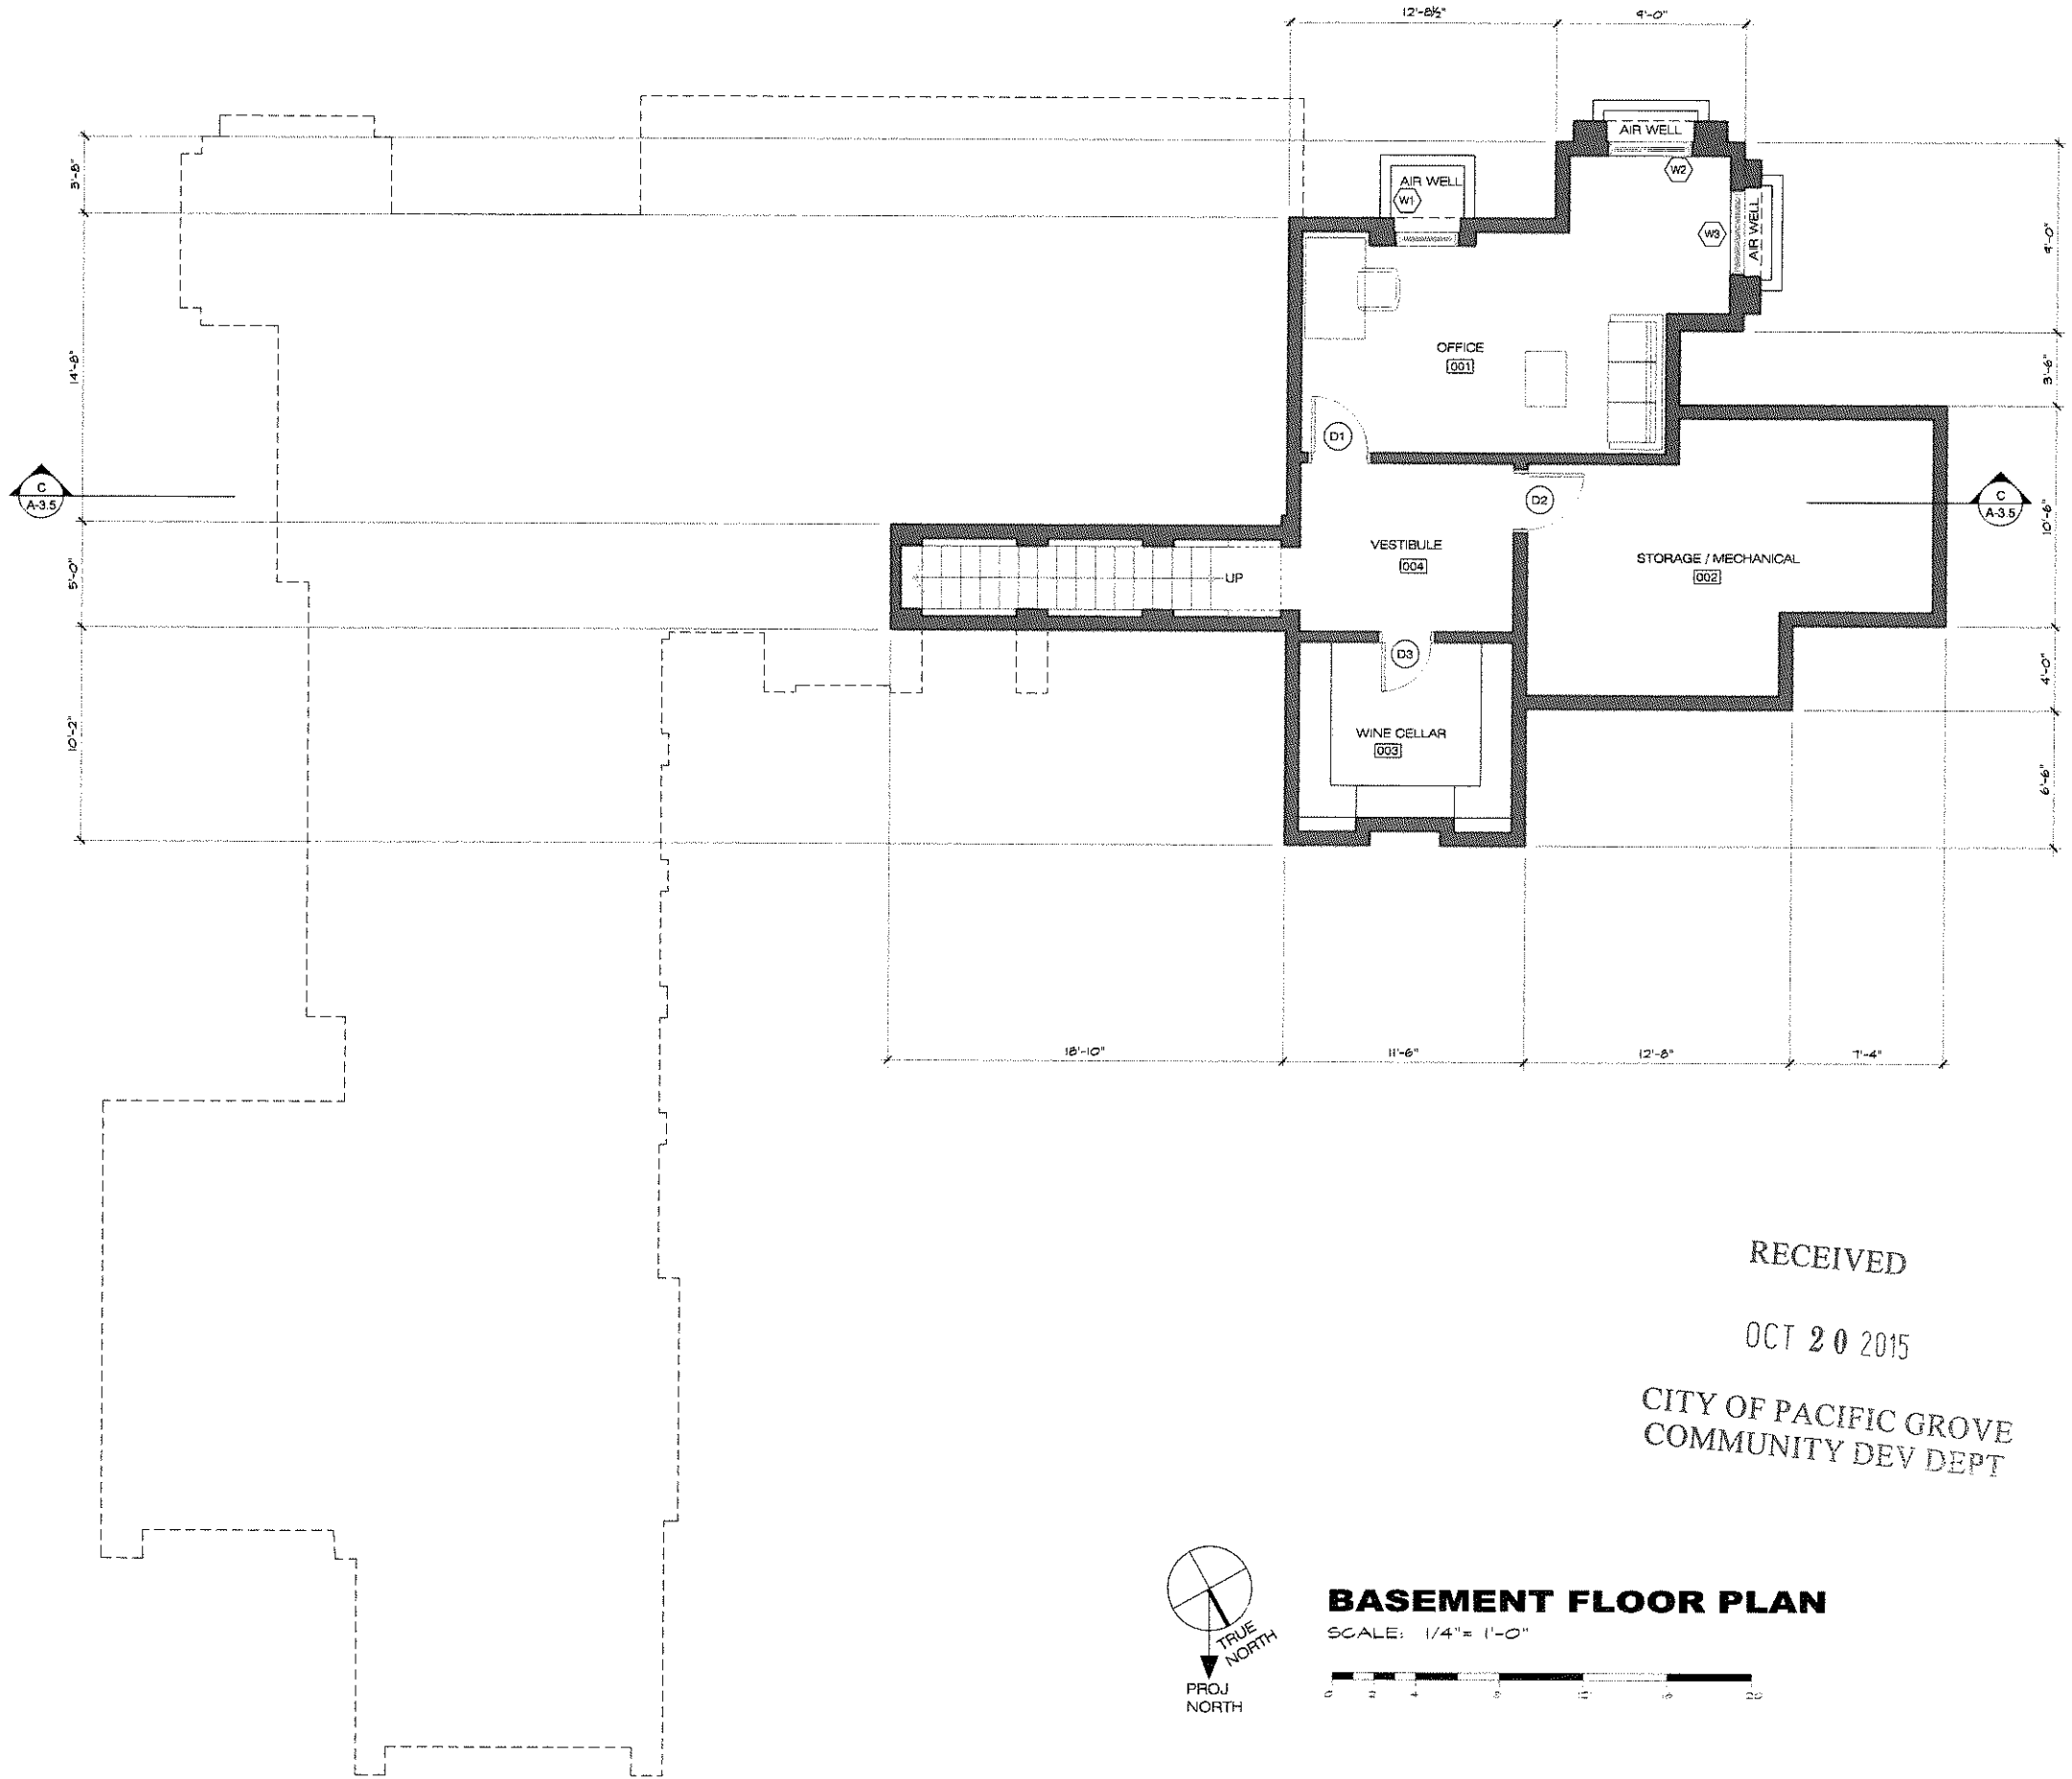 12'-8½"
9'-0"
AIR WELL
W2
AIR WELL
W1
3'-8"
W3
AIR WELL
9'-0"
OFFICE
001
14'-8"
3'-6"
D1
C
A-3.5
D2
C
A-3.5
10'-6"
VESTIBULE
004
STORAGE / MECHANICAL
002
UP
5'-0"
D3
4'-0"
10'-2"
WINE CELLAR
003
6'-6"
18'-10"
11'-6"
12'-8"
7'-4"
RECEIVED
OCT 20 2015
CITY OF PACIFIC GROVE
COMMUNITY DEV DEPT
TRUE
NORTH
PROJ
NORTH
BASEMENT FLOOR PLAN
SCALE: 1/4"= 1'-0"
0 2 4 8